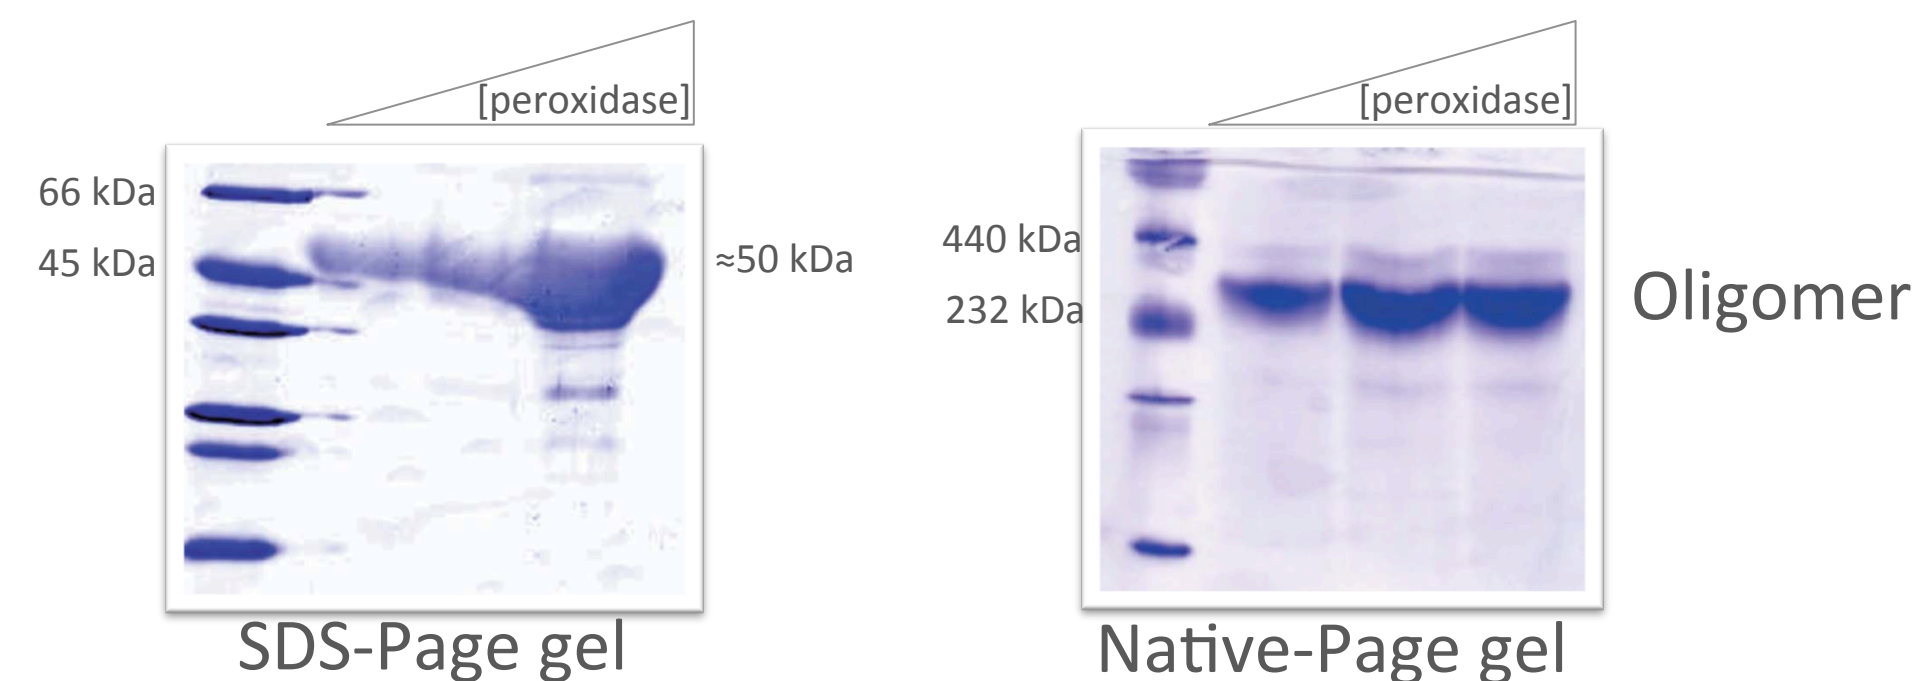 [peroxidase]
66 kDa
45 kDa
≈50 kDa
SDS-Page gel
[peroxidase]
440 kDa
232 kDa
Oligomer
Native-Page gel